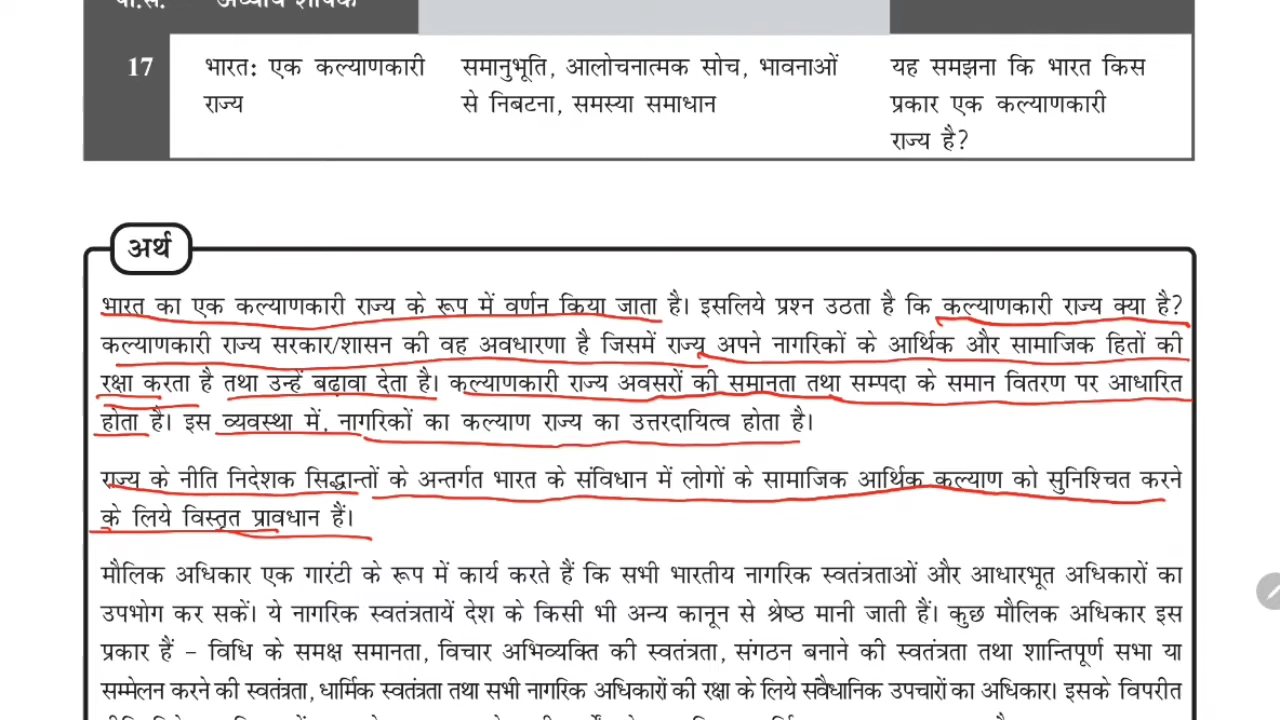 पा.सं. अध्याय शीर्षक
17 भारत: एक कल्याणकारी समानुभूति, आलोचनात्मक सोच, भावनाओं यह समझना कि भारत किस
राज्य से निबटना, समस्या समाधान प्रकार एक कल्याणकारी
राज्य है?
अर्थ
भारत का एक कल्याणकारी राज्य के रूप में वर्णन किया जाता है। इसलिये प्रश्न उठता है कि कल्याणकारी राज्य क्या है?
कल्याणकारी राज्य सरकार/शासन की वह अवधारणा है जिसमें राज्य अपने नागरिकों के आर्थिक और सामाजिक हितों की
रक्षा करता है तथा उन्हें बढ़ावा देता है। कल्याणकारी राज्य अवसरों की समानता तथा सम्पदा के समान वितरण पर आधारित
होता है। इस व्यवस्था में, नागरिकों का कल्याण राज्य का उत्तरदायित्व होता है।
राज्य के नीति निदेशक सिद्धान्तों के अन्तर्गत भारत के संविधान में लोगों के सामाजिक आर्थिक कल्याण को सुनिश्चित करने
के लिये विस्तृत प्रावधान हैं।
मौलिक अधिकार एक गारंटी के रूप में कार्य करते हैं कि सभी भारतीय नागरिक स्वतंत्रताओं और आधारभूत अधिकारों का
उपभोग कर सकें। ये नागरिक स्वतंत्रतायें देश के किसी भी अन्य कानून से श्रेष्ठ मानी जाती हैं। कुछ मौलिक अधिकार इस
प्रकार हैं – विधि के समक्ष समानता, विचार अभिव्यक्ति की स्वतंत्रता, संगठन बनाने की स्वतंत्रता तथा शान्तिपूर्ण सभा या
सम्मेलन करने की स्वतंत्रता, धार्मिक स्वतंत्रता तथा सभी नागरिक अधिकारों की रक्षा के लिये संवैधानिक उपचारों का अधिकार। इसके विपरीत